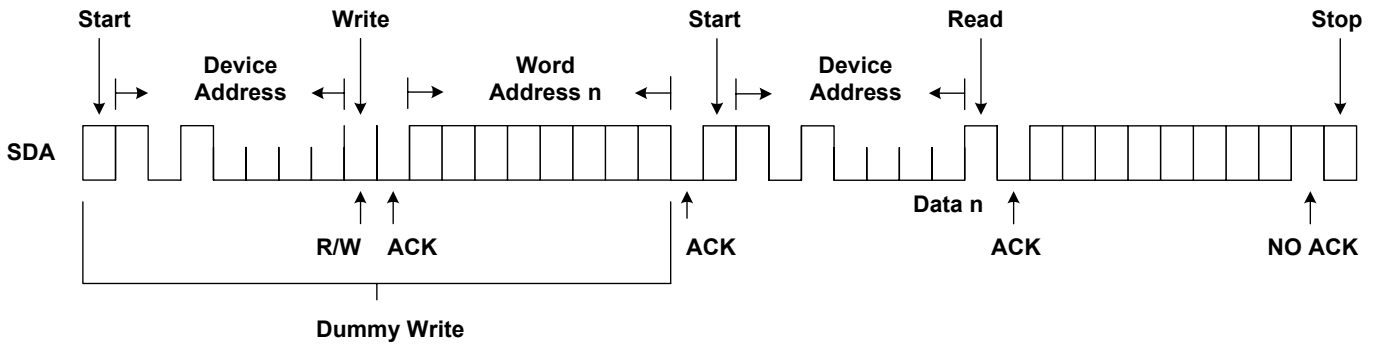 Start Write Start Read Stop
Device Address Word Address n Device Address
SDA
Data n
R/W ACK ACK ACK NO ACK
Dummy Write